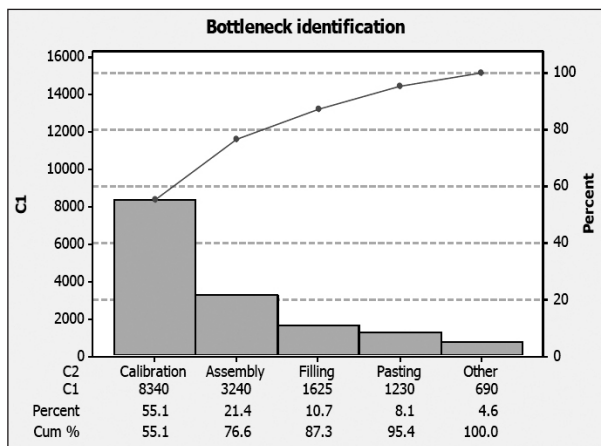 Bottleneck identification
16000
14000
12000
10000
8000
6000
4000
2000
0
C1
100
80
60
40
20
0
Percent
C2 Calibration Assembly Filling Pasting Other
C1 8340 3240 1625 1230 690
Percent 55.1 21.4 10.7 8.1 4.6
Cum % 55.1 76.6 87.3 95.4 100.0